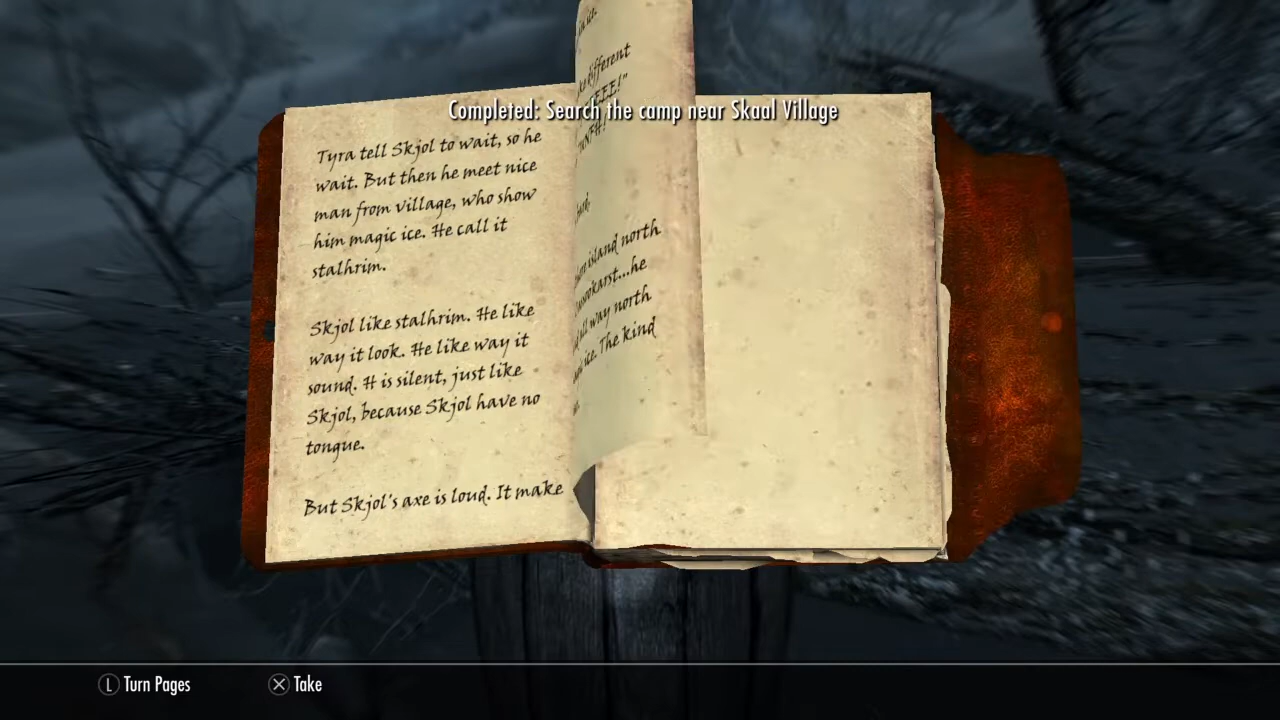 Completed: Search the camp near Skaal Village
Tyra tell Skjol to wait, so he
wait. But then he meet nice
man from village, who show
him magic ice. He call it
stalhrim.
Skjol like stalhrim. He like
way it look. He like way it
sound. It is silent, just like
Skjol, because Skjol have no
tongue.
But Skjol's axe is loud. It make
ice.
different
island north
he
all way north
ice. The kind
L Turn Pages
X Take